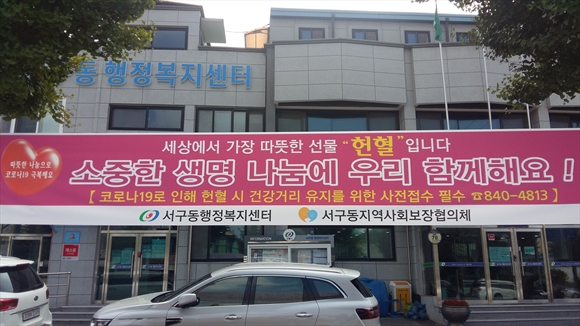 동행정복지센터
따뜻한 나눔으로
코로나19 극복해요
세상에서 가장 따뜻한 선물 "헌혈"입니다
소중한 생명 나눔에 우리 함께해요!
【코로나19로 인해 헌혈 시 건강거리 유지를 위한 사전접수 필수 ☎840-4813】
서구동행정복지센터 서구동지역사회보장협의체